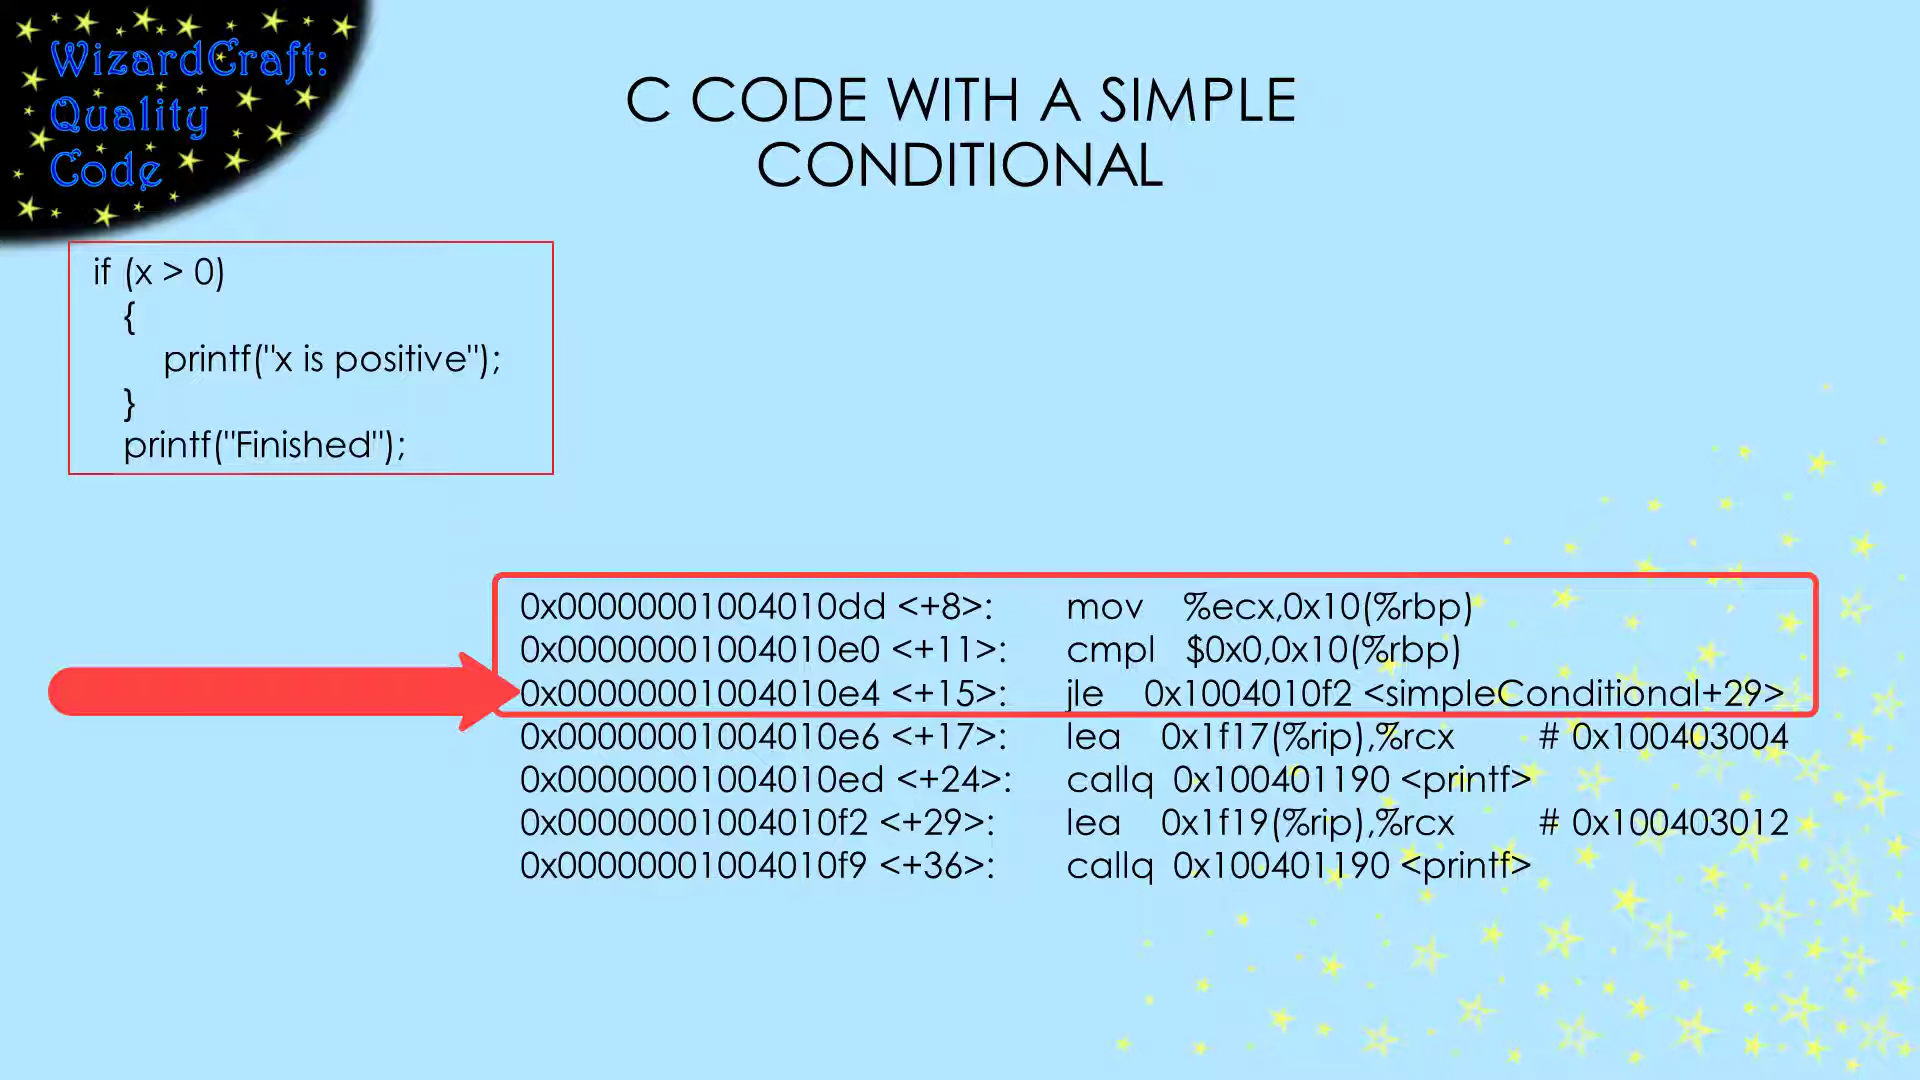 WizardCraft:
Quality
Code
C CODE WITH A SIMPLE
CONDITIONAL
if (x > 0)
{
printf("x is positive");
}
printf("Finished");
0x00000001004010dd <+8>: mov %ecx,0x10(%rbp)
0x00000001004010e0 <+11>: cmpl $0x0,0x10(%rbp)
0x00000001004010e4 <+15>: jle 0x1004010f2 <simpleConditional+29>
0x00000001004010e6 <+17>: lea 0x1f17(%rip),%rcx # 0x100403004
0x00000001004010ed <+24>: callq 0x100401190 <printf>
0x00000001004010f2 <+29>: lea 0x1f19(%rip),%rcx # 0x100403012
0x00000001004010f9 <+36>: callq 0x100401190 <printf>